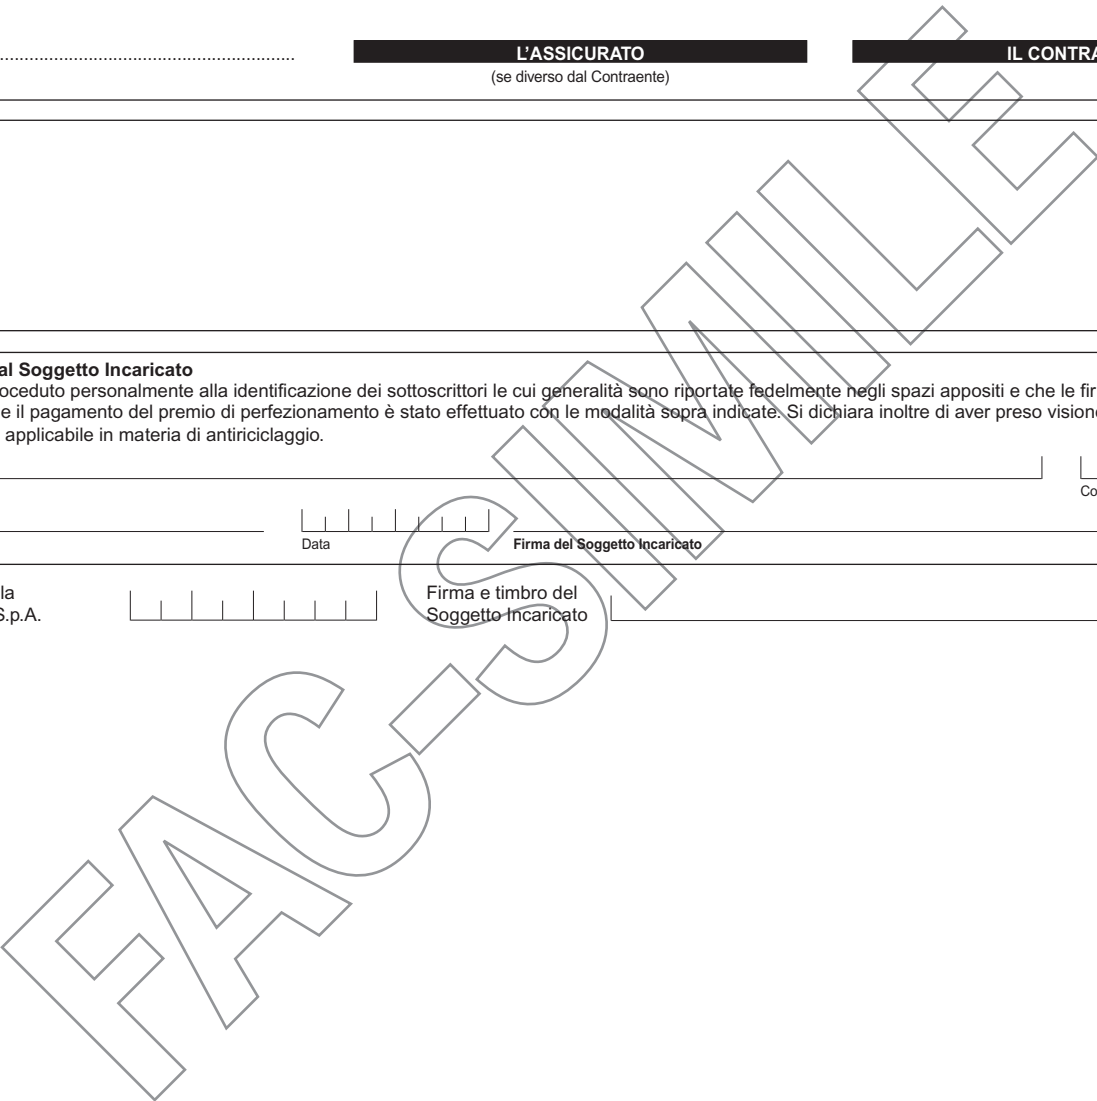 L'ASSICURATO
IL CONTRA
(se diverso dal Contraente)
al Soggetto Incaricato
oceduto personalmente alla identificazione dei sottoscrittori le cui generalità sono riportate fedelmente negli spazi appositi e che le fir
e il pagamento del premio di perfezionamento è stato effettuato con le modalità sopra indicate. Si dichiara inoltre di aver preso visione
applicabile in materia di antiriciclaggio.
Co
Data
Firma del Soggetto Incaricato
la
S.p.A.
Firma e timbro del
Soggetto Incaricato
FAC-SIMILE